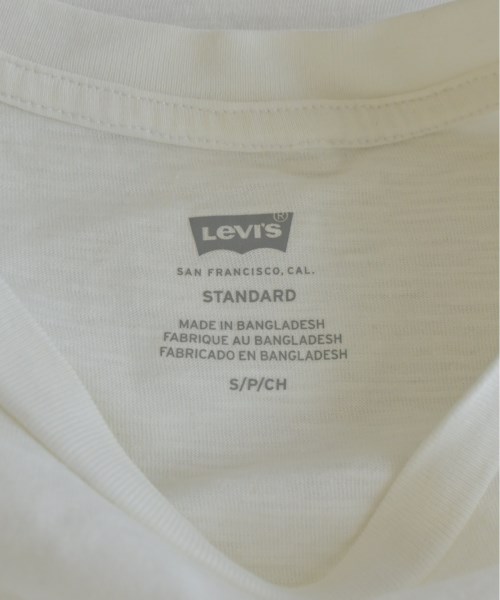 Levi's®
SAN FRANCISCO, CAL.
STANDARD
MADE IN BANGLADESH
FABRIQUE AU BANGLADESH
FABRICADO EN BANGLADESH
S/P/CH